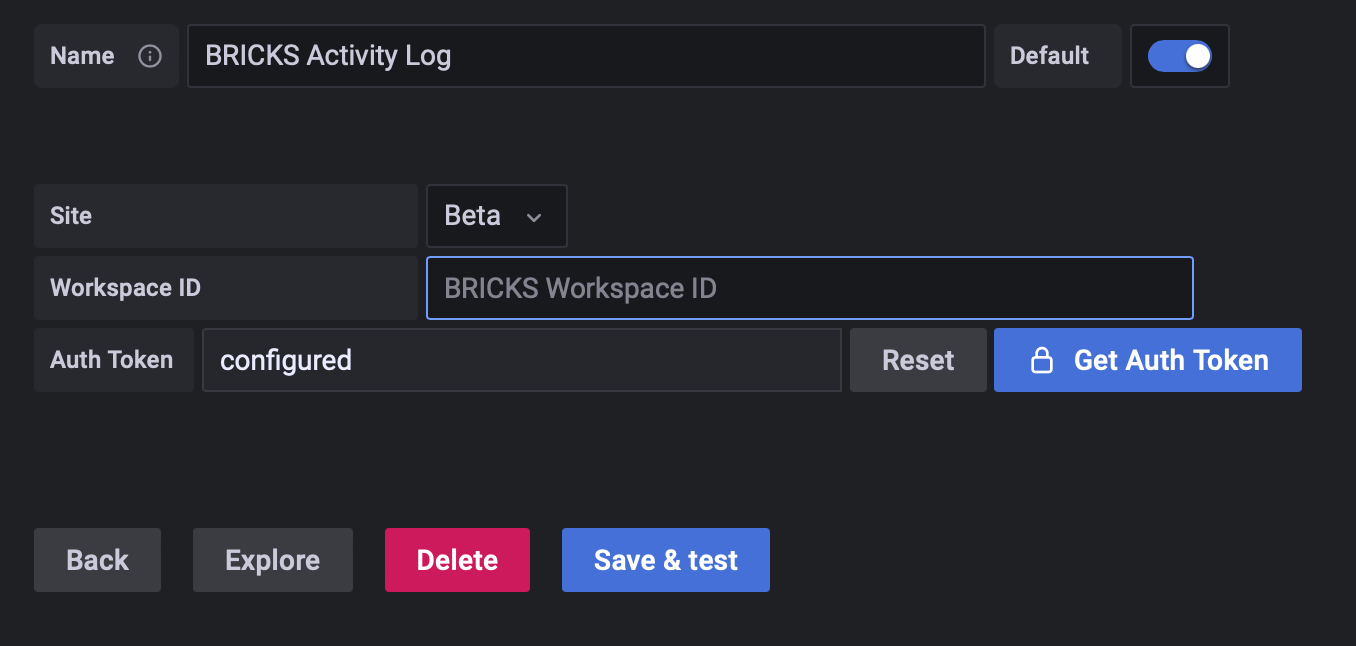 Name BRICKS Activity Log Default
Site Beta
Workspace ID BRICKS Workspace ID
Auth Token configured Reset Get Auth Token
Back Explore Delete Save & test